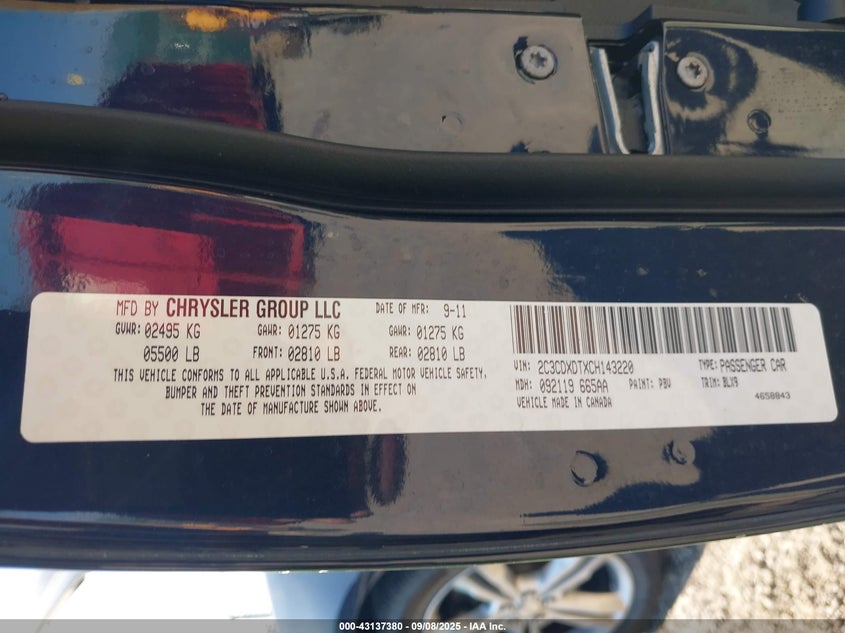 MFD BY CHRYSLER GROUP LLC DATE OF MFR: 9-11
GVWR: 02495 KG GAWR: 01275 KG GAWR: 01275 KG
05500 LB FRONT: 02810 LB REAR: 02810 LB
THIS VEHICLE CONFORMS TO ALL APPLICABLE U.S.A. FEDERAL MOTOR VEHICLE SAFETY,
BUMPER AND THEFT PREVENTION STANDARDS IN EFFECT ON
THE DATE OF MANUFACTURE SHOWN ABOVE.
VIN: 2C3CDXDTXCH143220 TYPE: PASSENGER CAR
MDH: 092119 665AA PAINT: PBV TRIM: BLX9
VEHICLE MADE IN CANADA 4658843
000-43137380 - 09/08/2025 - IAA Inc.